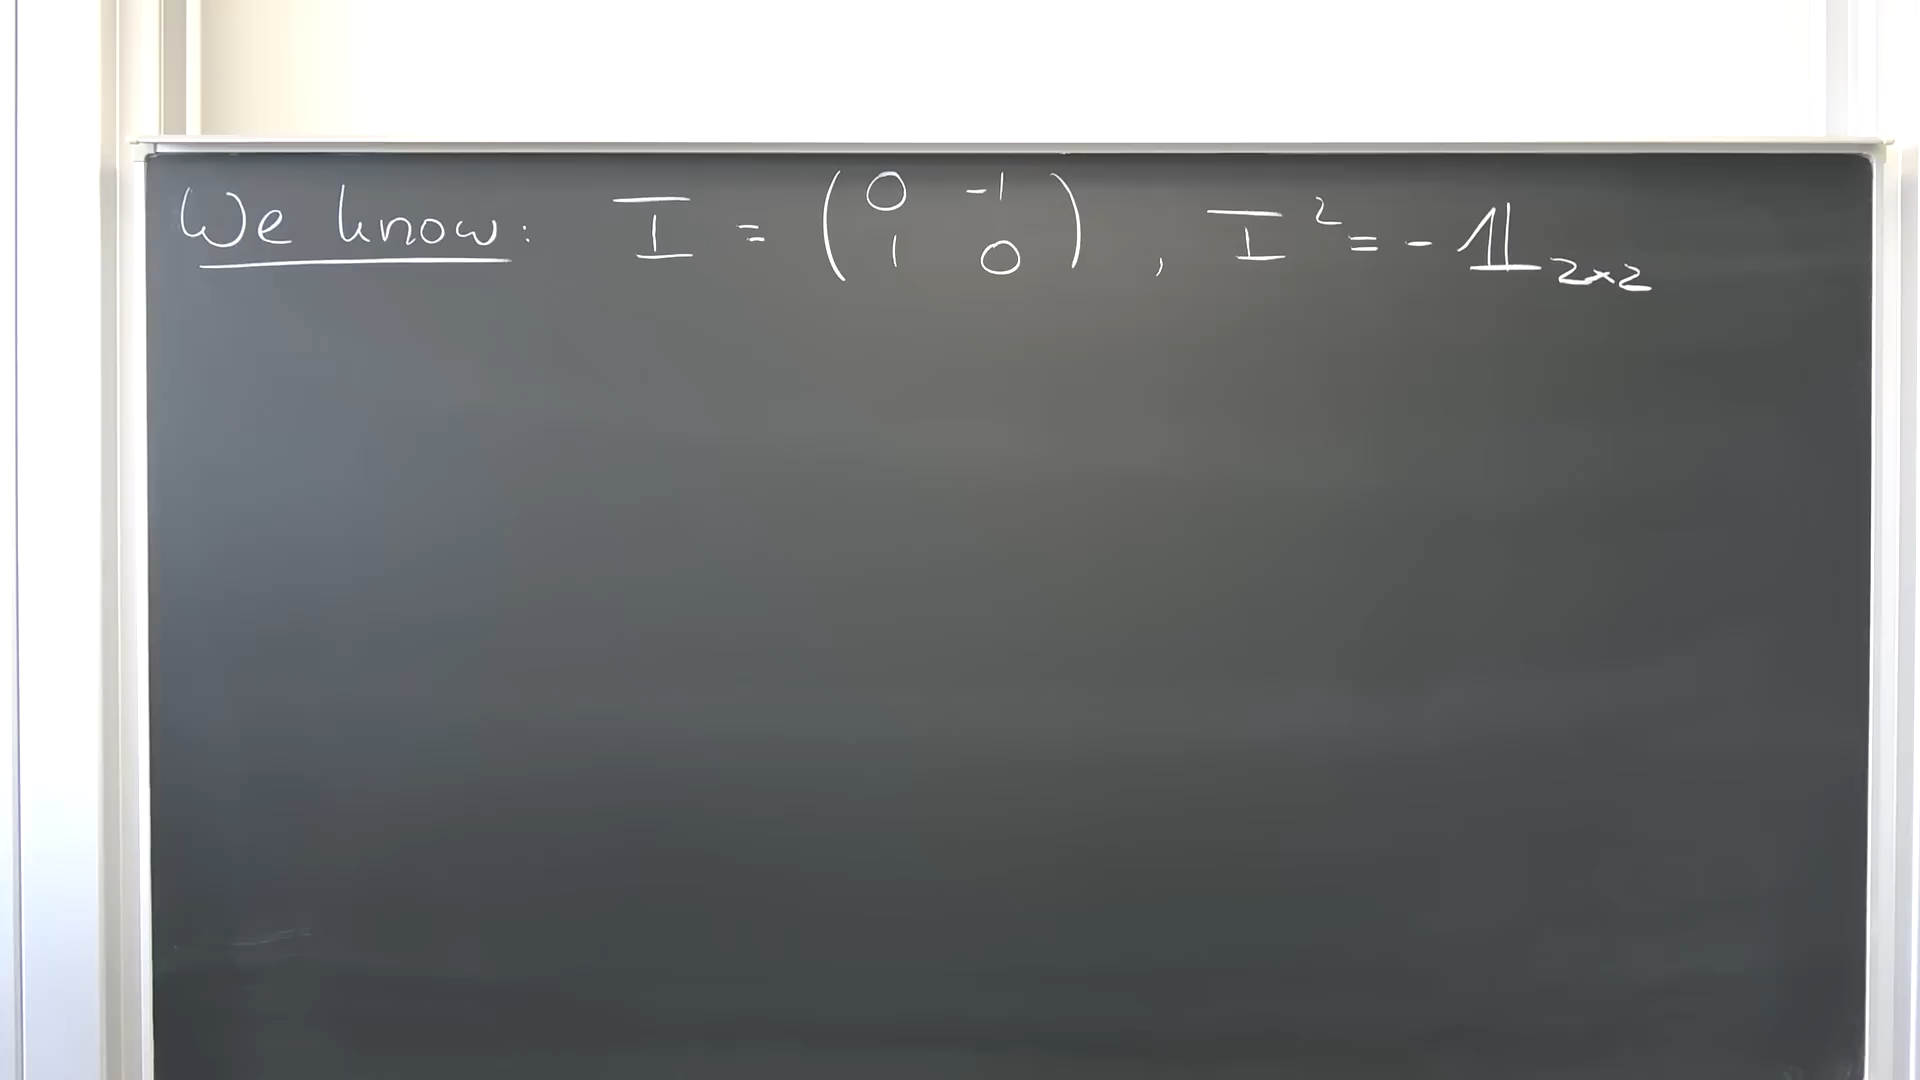 We know: I = ( 0 -1 1 0 ) , I² = - 𝟙₂ₓ₂